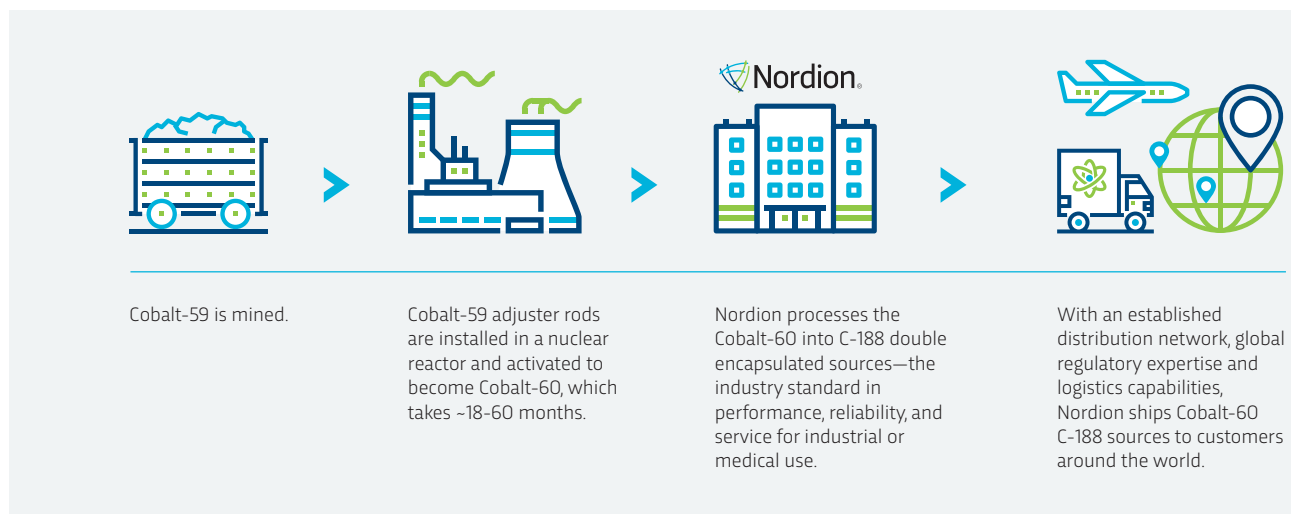 Nordion®
Cobalt-59 is mined.
Cobalt-59 adjuster rods
are installed in a nuclear
reactor and activated to
become Cobalt-60, which
takes ~18-60 months.
Nordion processes the
Cobalt-60 into C-188 double
encapsulated sources—the
industry standard in
performance, reliability, and
service for industrial or
medical use.
With an established
distribution network, global
regulatory expertise and
logistics capabilities,
Nordion ships Cobalt-60
C-188 sources to customers
around the world.